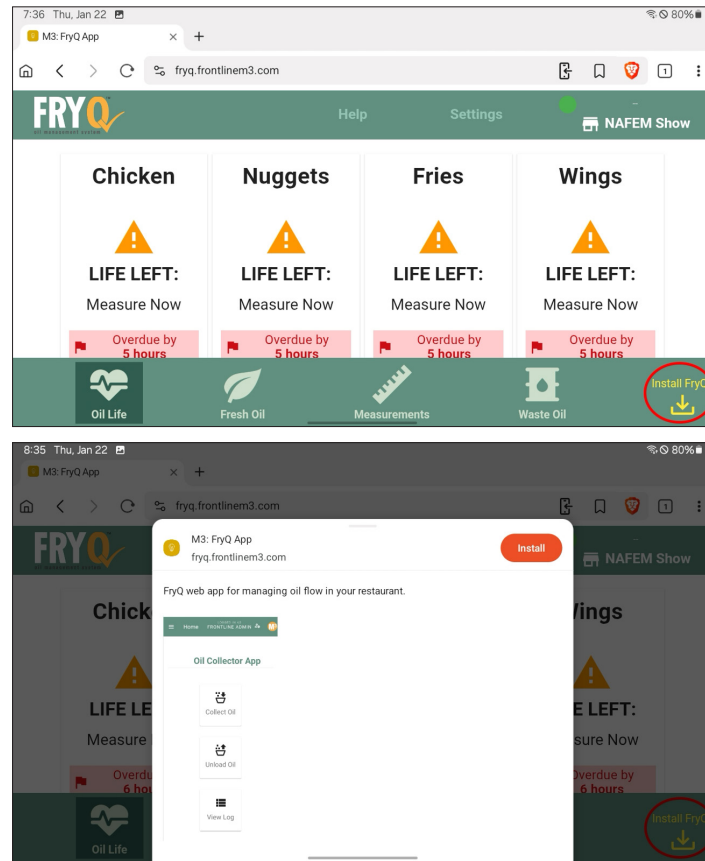 7:36 Thu, Jan 22
80%
M3: FryQ App
fryq.frontlinem3.com
1
FRYQ
OIL MANAGEMENT SYSTEM
Help
Settings
NAFEM Show
Chicken
Nuggets
Fries
Wings
LIFE LEFT:
LIFE LEFT:
LIFE LEFT:
LIFE LEFT:
Measure Now
Measure Now
Measure Now
Measure Now
Overdue by
5 hours
Overdue by
5 hours
Overdue by
5 hours
Overdue by
5 hours
Oil Life
Fresh Oil
Measurements
Waste Oil
Install FryQ
8:35 Thu, Jan 22
80%
M3: FryQ App
fryq.frontlinem3.com
1
FRYQ
NAFEM Show
M3: FryQ App
fryq.frontlinem3.com
Install
FryQ web app for managing oil flow in your restaurant.
Home
FRONTLINE ADMIN
Oil Collector App
Collect Oil
Unload Oil
View Log
Chick
/ings
LIFE LE
E LEFT:
Measure
sure Now
Overdu
6 hou
Overdue by
6 hours
Oil Life
Install FryQ